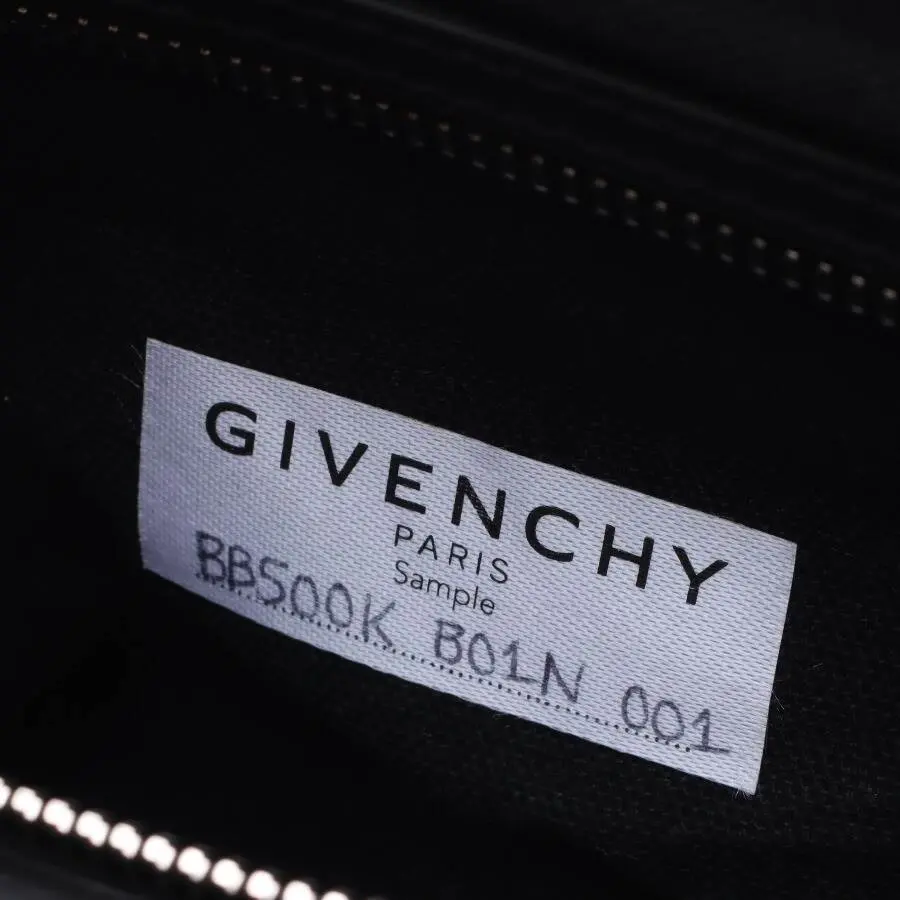 GIVENCHY
PARIS
Sample
BB500K B01N 001